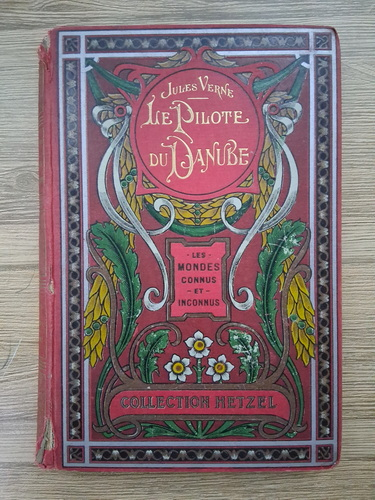 JULES VERNE
LE PILOTE
DU DANUBE
- LES -
MONDES
CONNUS
- ET -
INCONNUS
COLLECTION HETZEL